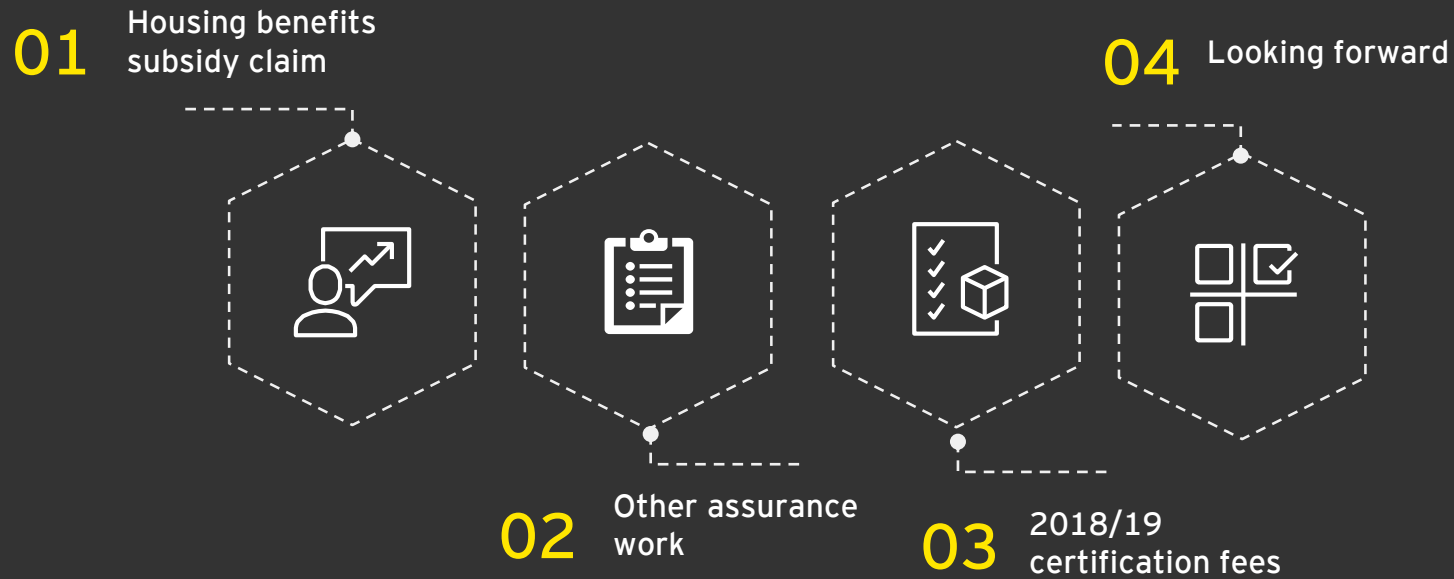 01
Housing benefits
subsidy claim
02
Other assurance
work
03
2018/19
certification fees
04
Looking forward